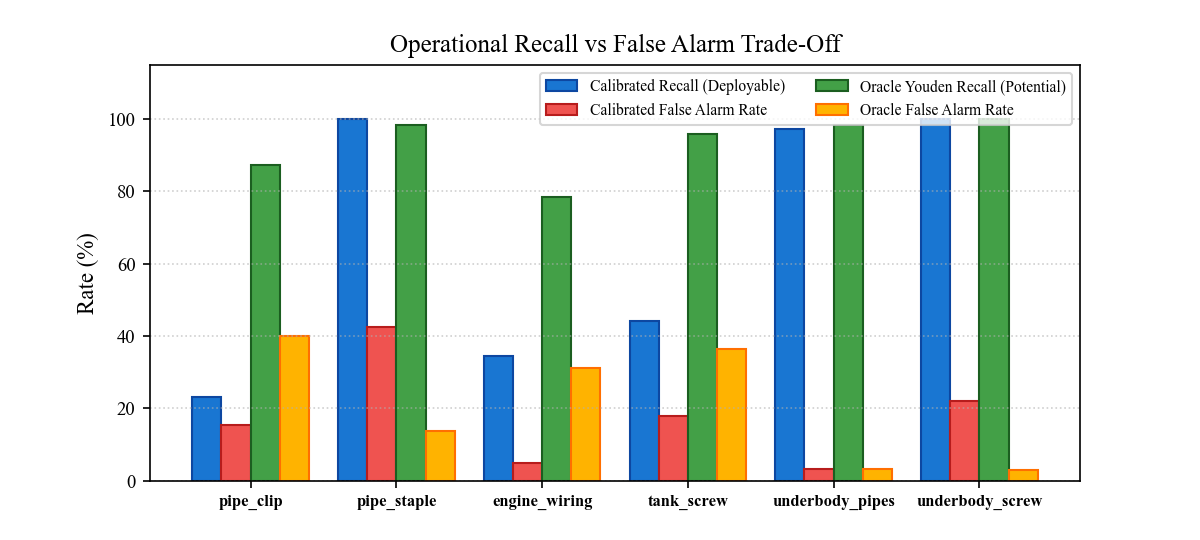 Operational Recall vs False Alarm Trade-Off
Calibrated Recall (Deployable)
Calibrated False Alarm Rate
Oracle Youden Recall (Potential)
Oracle False Alarm Rate
Rate (%)
100
80
60
40
20
0
pipe_clip
pipe_staple
engine_wiring
tank_screw
underbody_pipes
underbody_screw